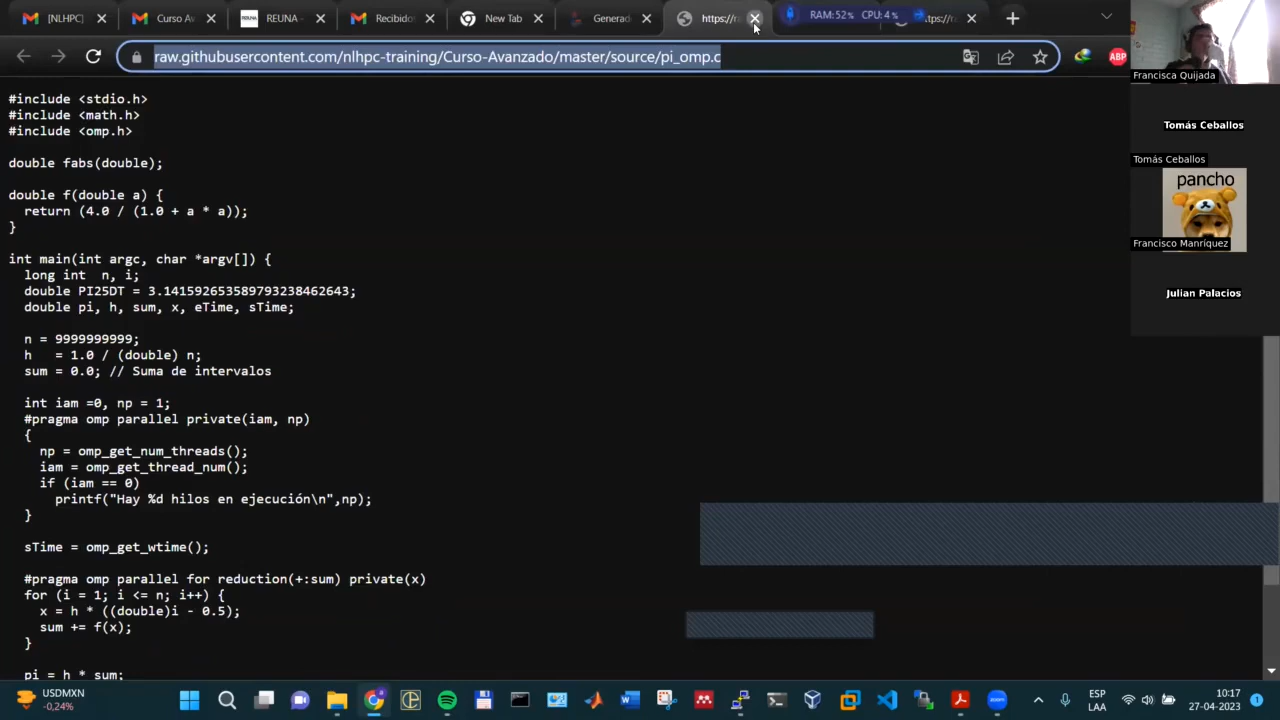 [NLHPC]
Curso Av
REUNA -
Recibido
New Tab
Generad
https://r
RAM:52% CPU:4%
raw.githubusercontent.com/nlhpc-training/Curso-Avanzado/master/source/pi_omp.c
ABP
Francisca Quijada
Tomás Ceballos
Tomás Ceballos
pancho
Francisco Manríquez
Julian Palacios
#include <stdio.h>
#include <math.h>
#include <omp.h>
double fabs(double);
double f(double a) {
return (4.0 / (1.0 + a * a));
}
int main(int argc, char *argv[]) {
long int n, i;
double PI25DT = 3.141592653589793238462643;
double pi, h, sum, x, eTime, sTime;
n = 9999999999;
h = 1.0 / (double) n;
sum = 0.0; // Suma de intervalos
int iam =0, np = 1;
#pragma omp parallel private(iam, np)
{
np = omp_get_num_threads();
iam = omp_get_thread_num();
if (iam == 0)
printf("Hay %d hilos en ejecución\n",np);
}
sTime = omp_get_wtime();
#pragma omp parallel for reduction(+:sum) private(x)
for (i = 1; i <= n; i++) {
x = h * ((double)i - 0.5);
sum += f(x);
}
pi = h * sum;
USDMXN
-0,24%
ESP
LAA
10:17
27-04-2023